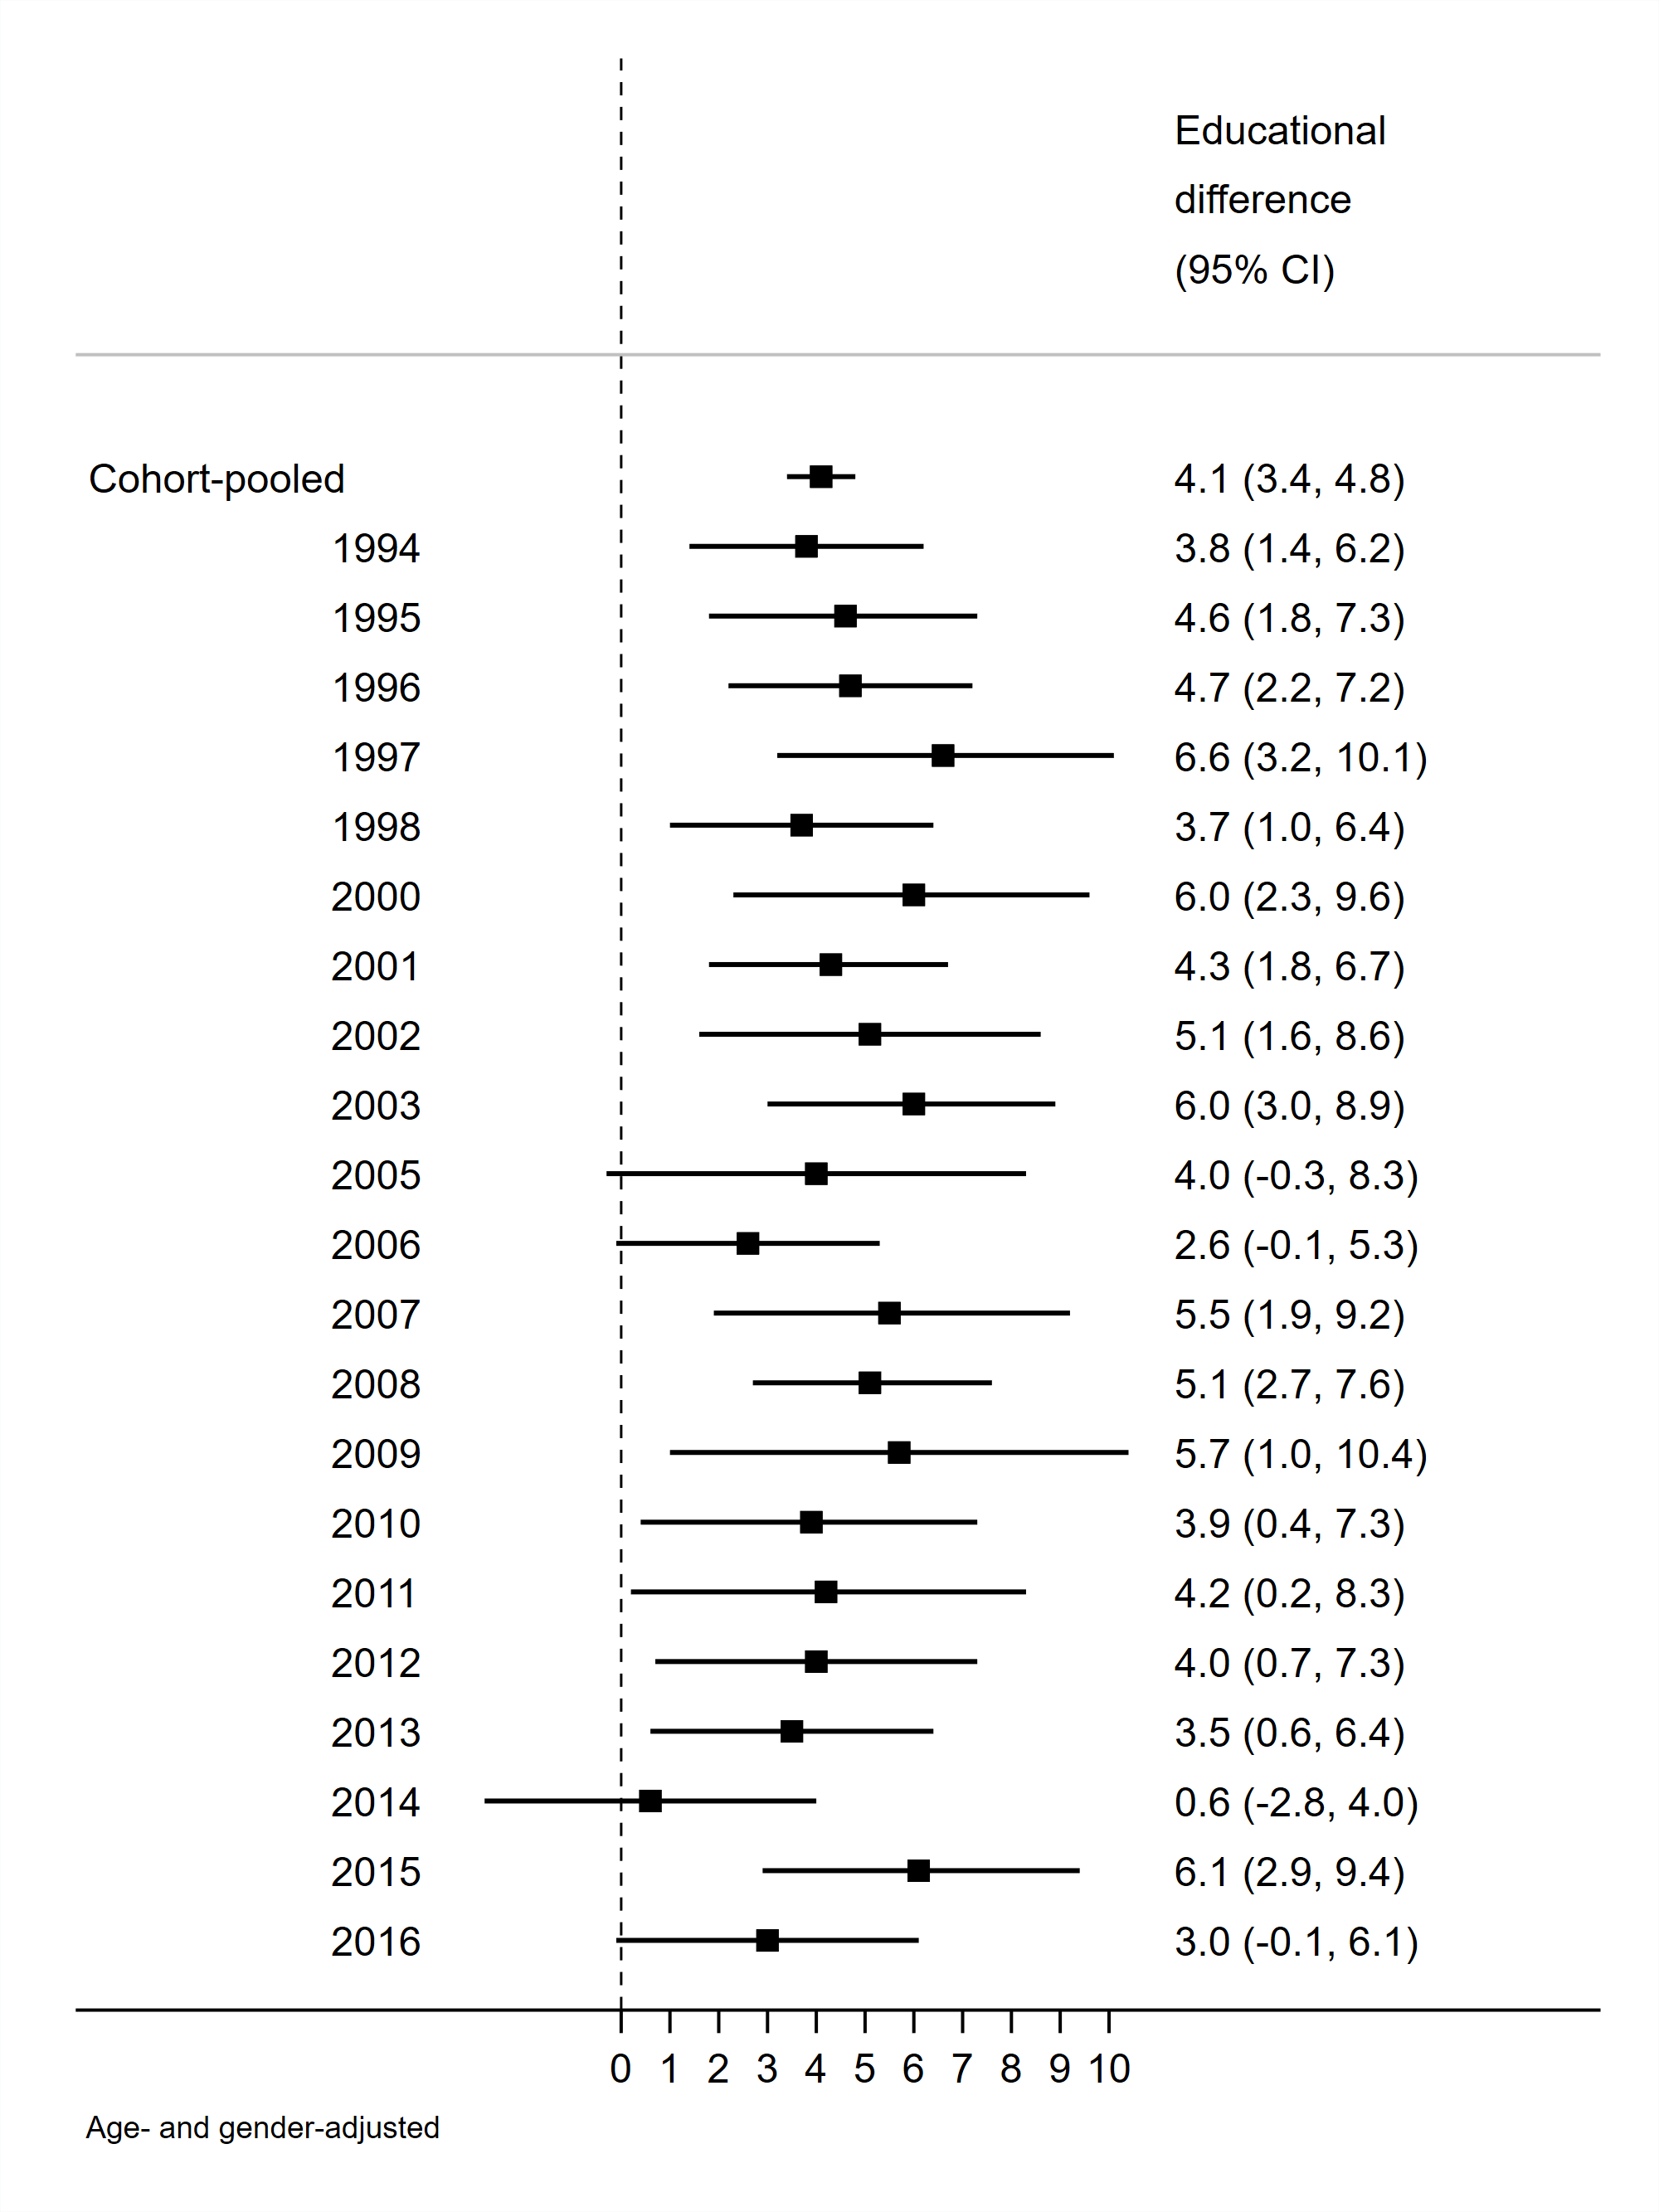 Educational
difference
(95% CI)
Cohort-pooled 4.1 (3.4, 4.8)
1994 3.8 (1.4, 6.2)
1995 4.6 (1.8, 7.3)
1996 4.7 (2.2, 7.2)
1997 6.6 (3.2, 10.1)
1998 3.7 (1.0, 6.4)
2000 6.0 (2.3, 9.6)
2001 4.3 (1.8, 6.7)
2002 5.1 (1.6, 8.6)
2003 6.0 (3.0, 8.9)
2005 4.0 (-0.3, 8.3)
2006 2.6 (-0.1, 5.3)
2007 5.5 (1.9, 9.2)
2008 5.1 (2.7, 7.6)
2009 5.7 (1.0, 10.4)
2010 3.9 (0.4, 7.3)
2011 4.2 (0.2, 8.3)
2012 4.0 (0.7, 7.3)
2013 3.5 (0.6, 6.4)
2014 0.6 (-2.8, 4.0)
2015 6.1 (2.9, 9.4)
2016 3.0 (-0.1, 6.1)
0 1 2 3 4 5 6 7 8 9 10
Age- and gender-adjusted